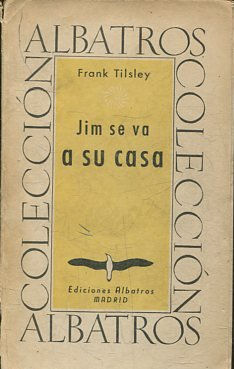 ALBATROS
COLECCIÓN
COLECCIÓN
Frank Tilsley
Jim se va
a su casa
Ediciones Albatros
MADRID
ALBATROS